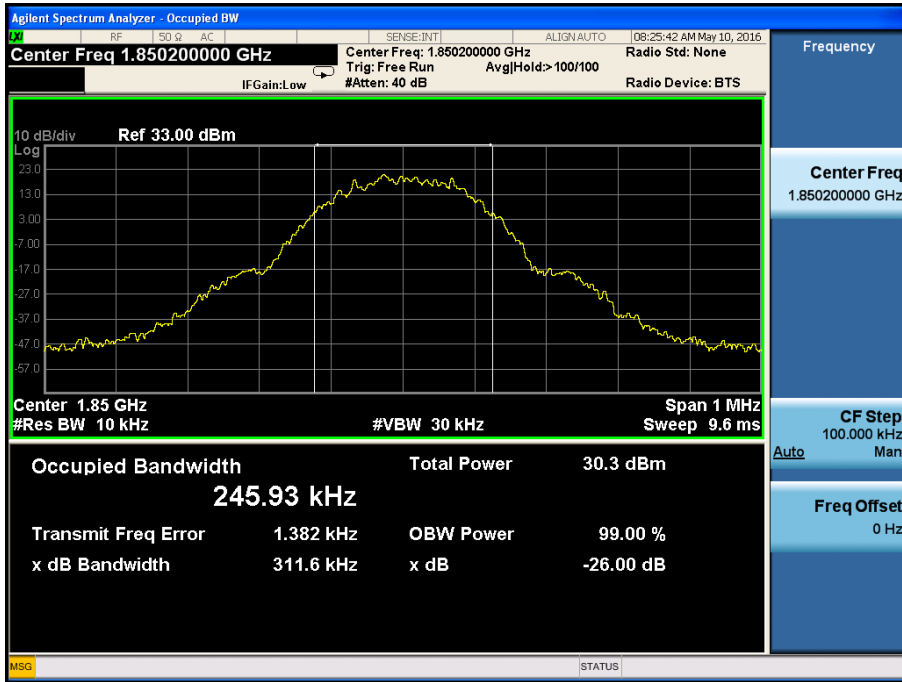 Agilent Spectrum Analyzer - Occupied BW
LXI RF 50 Ω AC SENSE:INT ALIGN AUTO 08:25:42 AM May 10, 2016
Center Freq 1.850200000 GHz
Center Freq: 1.850200000 GHz
Radio Std: None
Trig: Free Run Avg|Hold:>100/100
IFGain:Low
#Atten: 40 dB
Radio Device: BTS
10 dB/div Ref 33.00 dBm
Log
23.0
13.0
3.00
-7.00
-17.0
-27.0
-37.0
-47.0
-57.0
Center 1.85 GHz Span 1 MHz
#Res BW 10 kHz #VBW 30 kHz Sweep 9.6 ms
Occupied Bandwidth Total Power 30.3 dBm
245.93 kHz
Transmit Freq Error 1.382 kHz OBW Power 99.00 %
x dB Bandwidth 311.6 kHz x dB -26.00 dB
Frequency
Center Freq
1.850200000 GHz
CF Step
100.000 kHz
Auto Man
Freq Offset
0 Hz
MSG STATUS